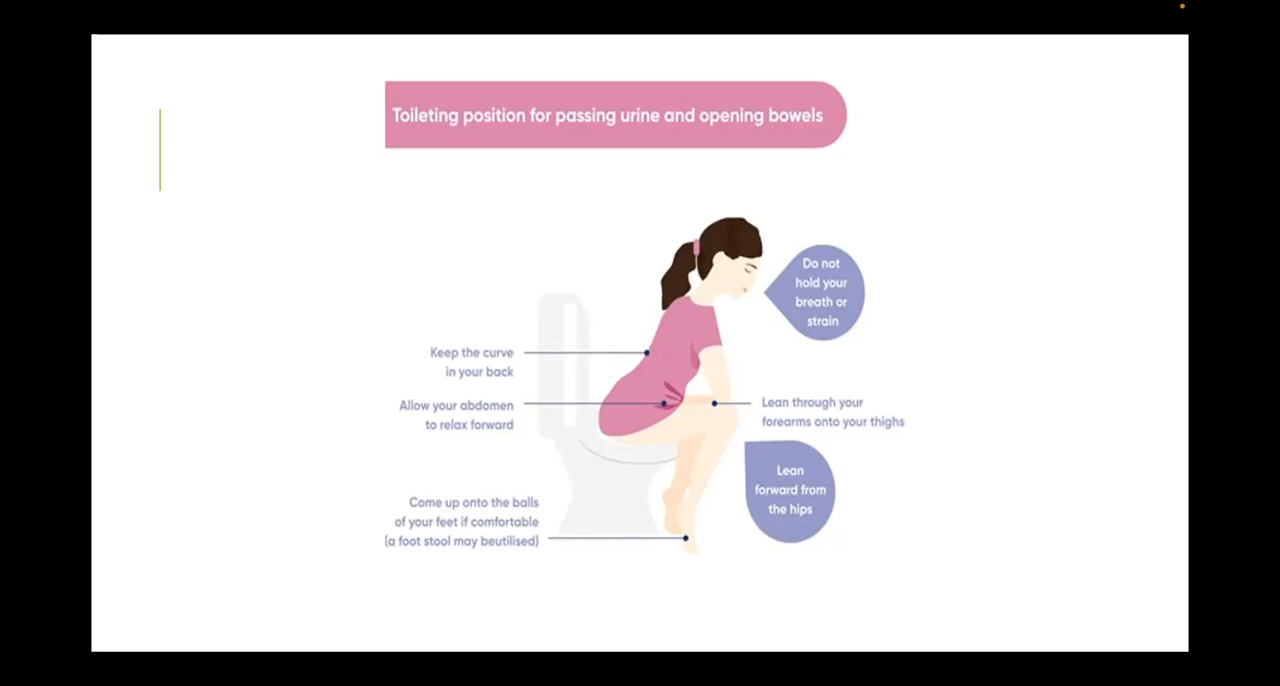 Toileting position for passing urine and opening bowels
Do not
hold your
breath or
strain
Keep the curve
in your back
Allow your abdomen
to relax forward
Lean through your
forearms onto your thighs
Lean
forward from
the hips
Come up onto the balls
of your feet if comfortable
(a foot stool may beutilised)